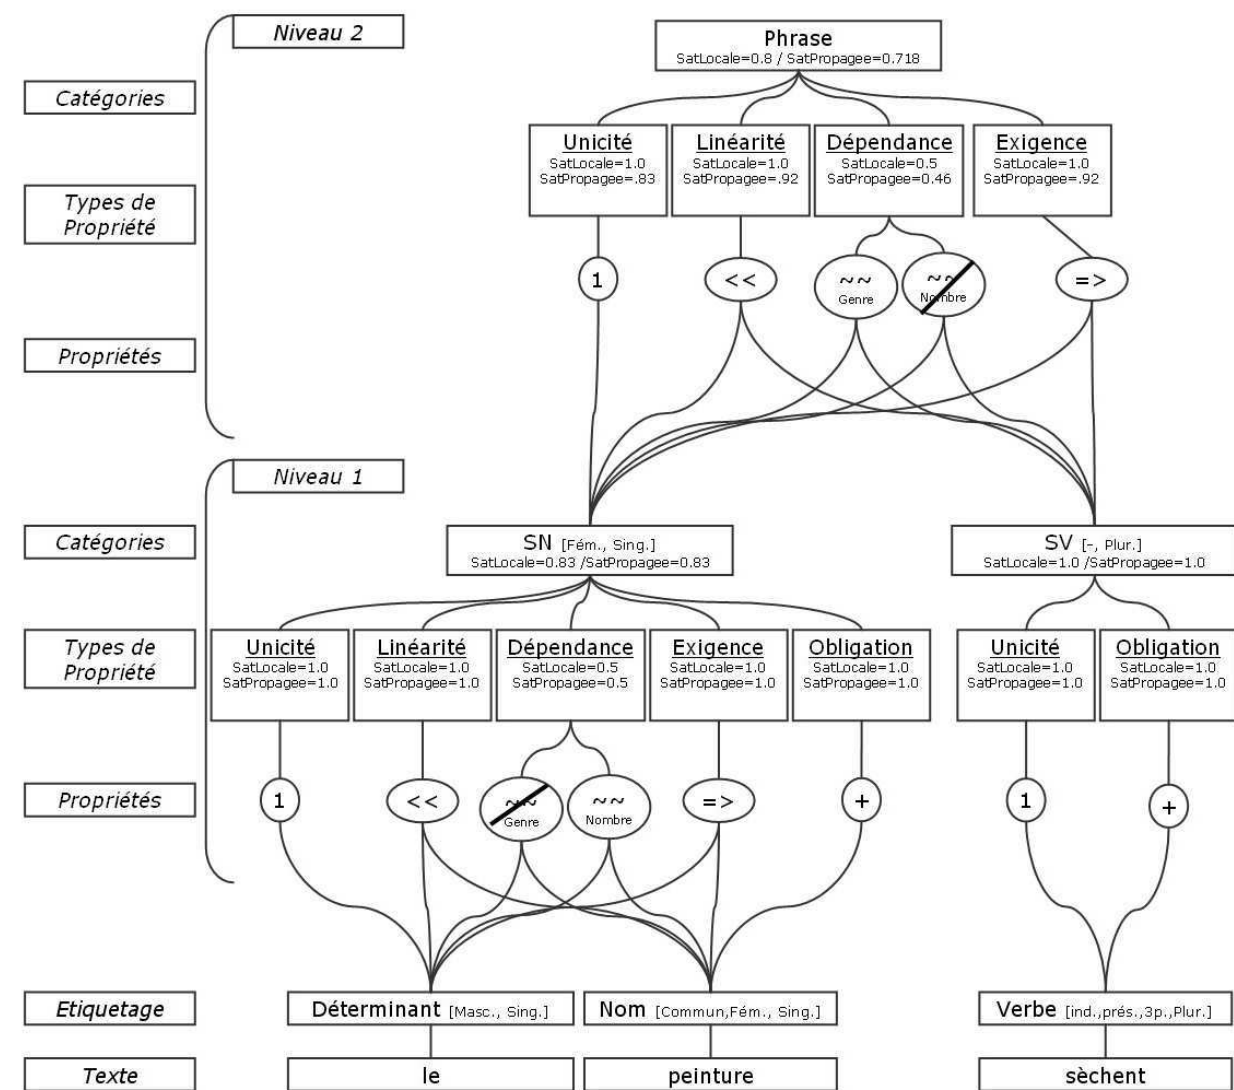 Niveau 2
Phrase
SatLocale=0.8 / SatPropagee=0.718
Catégories
Unicité
SatLocale=1.0
SatPropagee=.83
Linéarité
SatLocale=1.0
SatPropagee=.92
Dépendance
SatLocale=0.5
SatPropagee=0.46
Exigence
SatLocale=1.0
SatPropagee=.92
Types de
Propriété
1
<<
~~
Genre
~~
Nombre
=>
Propriétés
Niveau 1
Catégories
SN [Fém., Sing.]
SatLocale=0.83 /SatPropagee=0.83
SV [-, Plur.]
SatLocale=1.0 /SatPropagee=1.0
Types de
Propriété
Unicité
SatLocale=1.0
SatPropagee=1.0
Linéarité
SatLocale=1.0
SatPropagee=1.0
Dépendance
SatLocale=0.5
SatPropagee=0.5
Exigence
SatLocale=1.0
SatPropagee=1.0
Obligation
SatLocale=1.0
SatPropagee=1.0
Unicité
SatLocale=1.0
SatPropagee=1.0
Obligation
SatLocale=1.0
SatPropagee=1.0
Propriétés
1
<<
~~
Genre
~~
Nombre
=>
+
1
+
Etiquetage
Déterminant [Masc., Sing.]
Nom [Commun,Fém., Sing.]
Verbe [ind.,prés.,3p.,Plur.]
Texte
le
peinture
sèchent